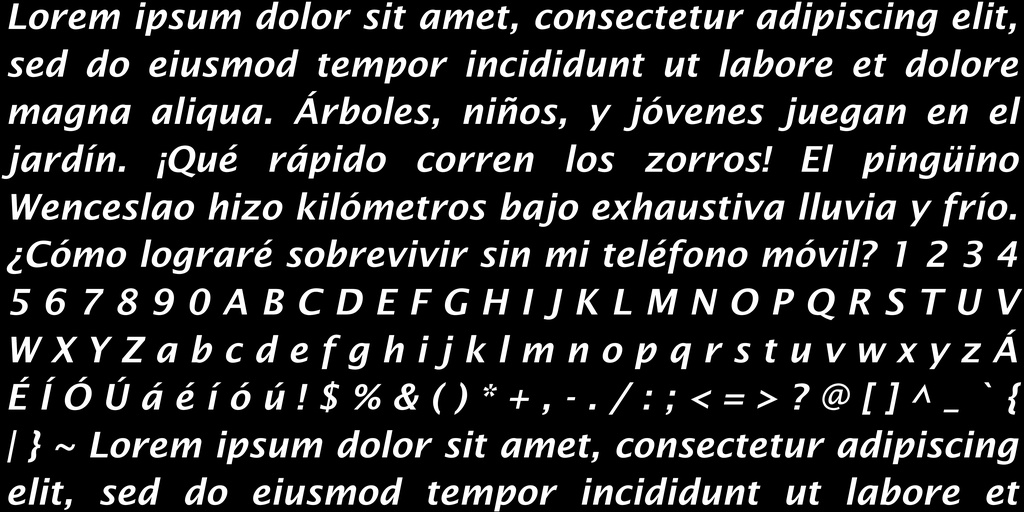 Lorem ipsum dolor sit amet, consectetur adipiscing elit,
sed do eiusmod tempor incididunt ut labore et dolore
magna aliqua. Árboles, niños, y jóvenes juegan en el
jardín. ¡Qué rápido corren los zorros! El pingüino
Wenceslao hizo kilómetros bajo exhaustiva lluvia y frío.
¿Cómo lograré sobrevivir sin mi teléfono móvil? 1 2 3 4
5 6 7 8 9 0 A B C D E F G H I J K L M N O P Q R S T U V
W X Y Z a b c d e f g h i j k l m n o p q r s t u v w x y z Á
É Í Ó Ú á é í ó ú ! $ % & ( ) * + , - . / : ; < = > ? @ [ ] ^ _ ` {
| } ~ Lorem ipsum dolor sit amet, consectetur adipiscing
elit, sed do eiusmod tempor incididunt ut labore et